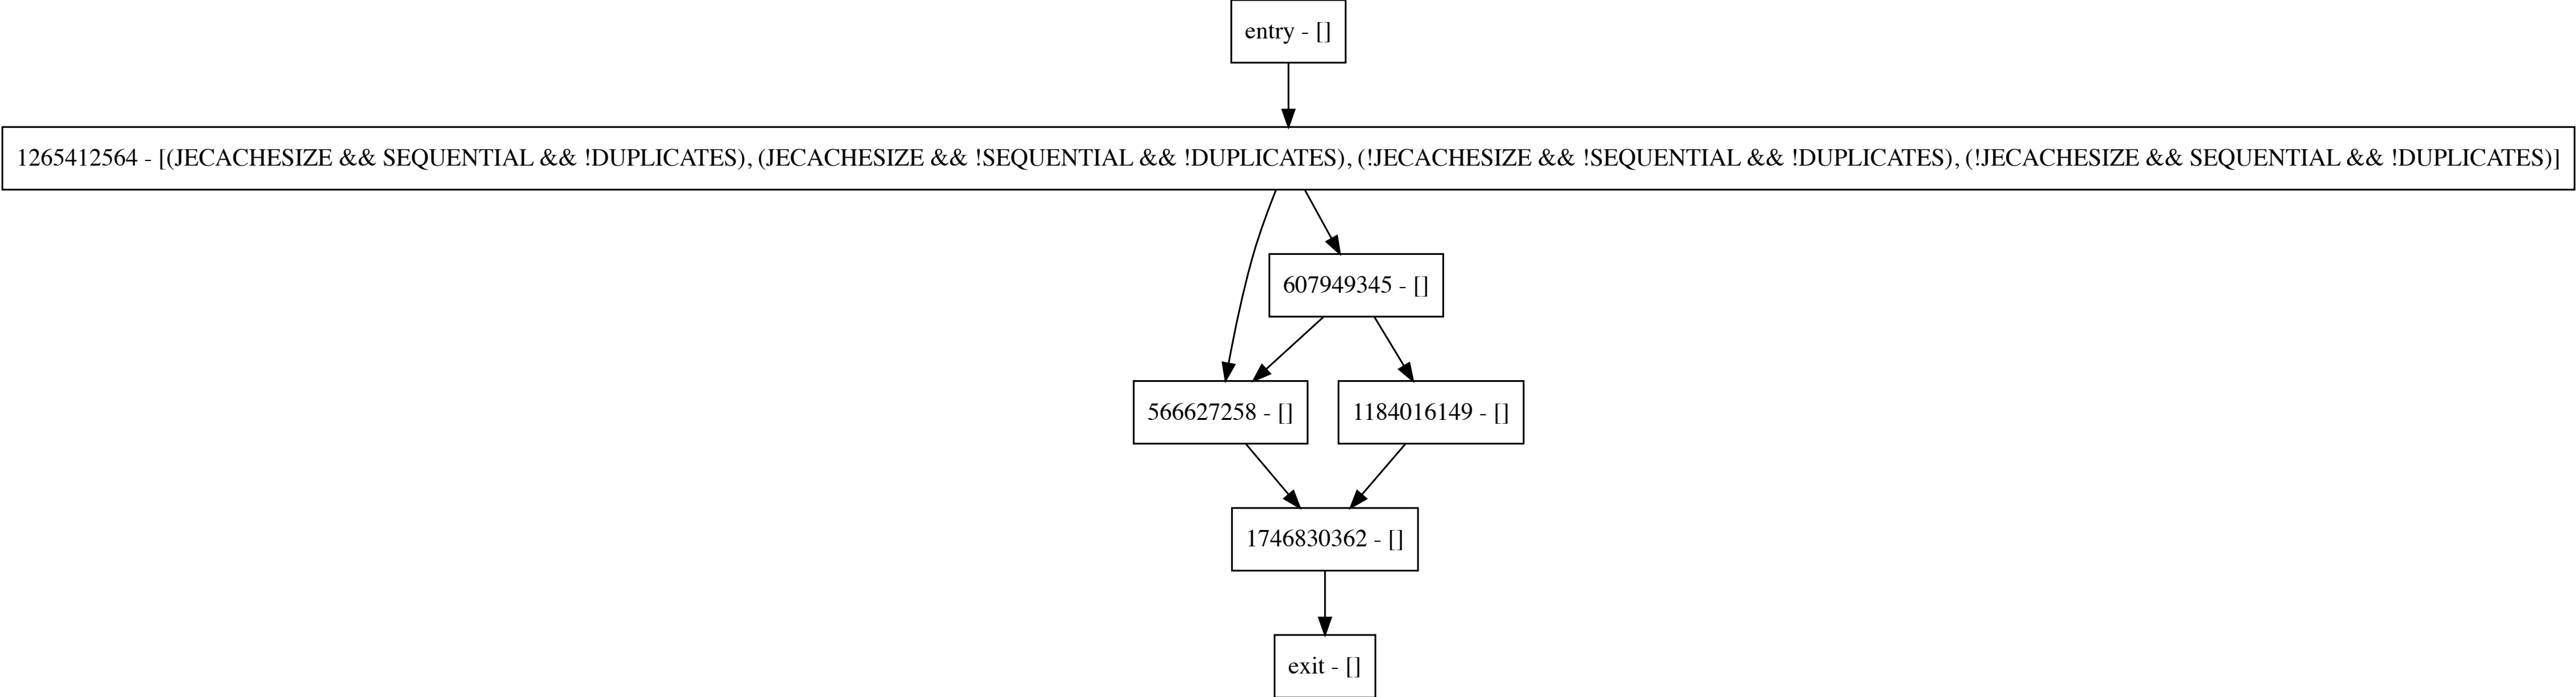 entry - []
1265412564 - [(JECACHESIZE && SEQUENTIAL && !DUPLICATES), (JECACHESIZE && !SEQUENTIAL && !DUPLICATES), (!JECACHESIZE && !SEQUENTIAL && !DUPLICATES), (!JECACHESIZE && SEQUENTIAL && !DUPLICATES)]
607949345 - []
566627258 - []
1184016149 - []
1746830362 - []
exit - []